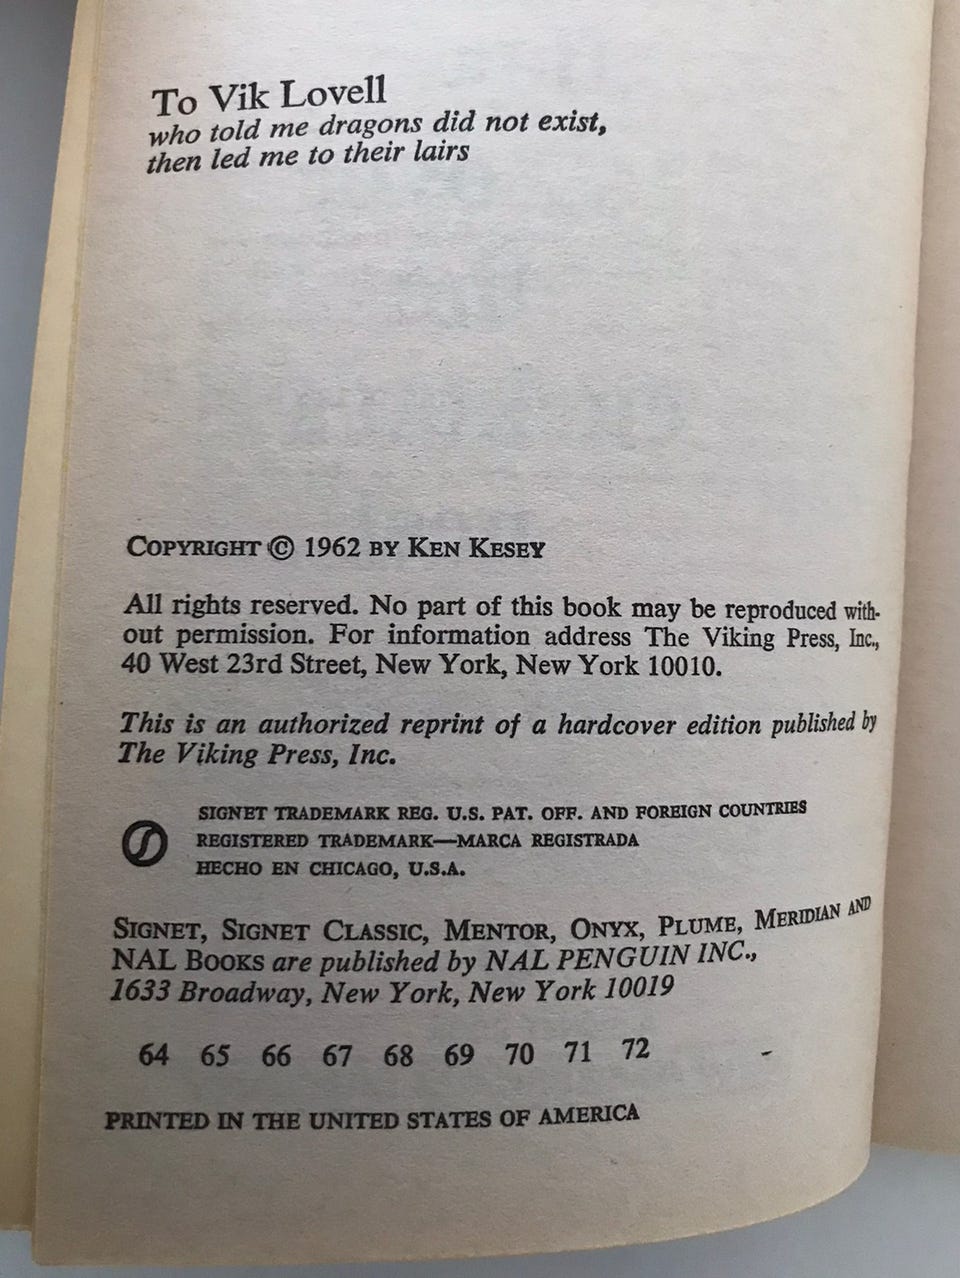 To Vik Lovell
who told me dragons did not exist,
then led me to their lairs
COPYRIGHT © 1962 BY KEN KESEY
All rights reserved. No part of this book may be reproduced with-
out permission. For information address The Viking Press, Inc.,
40 West 23rd Street, New York, New York 10010.
This is an authorized reprint of a hardcover edition published by
The Viking Press, Inc.
SIGNET TRADEMARK REG. U.S. PAT. OFF. AND FOREIGN COUNTRIES
REGISTERED TRADEMARK—MARCA REGISTRADA
HECHO EN CHICAGO, U.S.A.
SIGNET, SIGNET CLASSIC, MENTOR, ONYX, PLUME, MERIDIAN AND
NAL BOOKS are published by NAL PENGUIN INC.,
1633 Broadway, New York, New York 10019
64 65 66 67 68 69 70 71 72
PRINTED IN THE UNITED STATES OF AMERICA